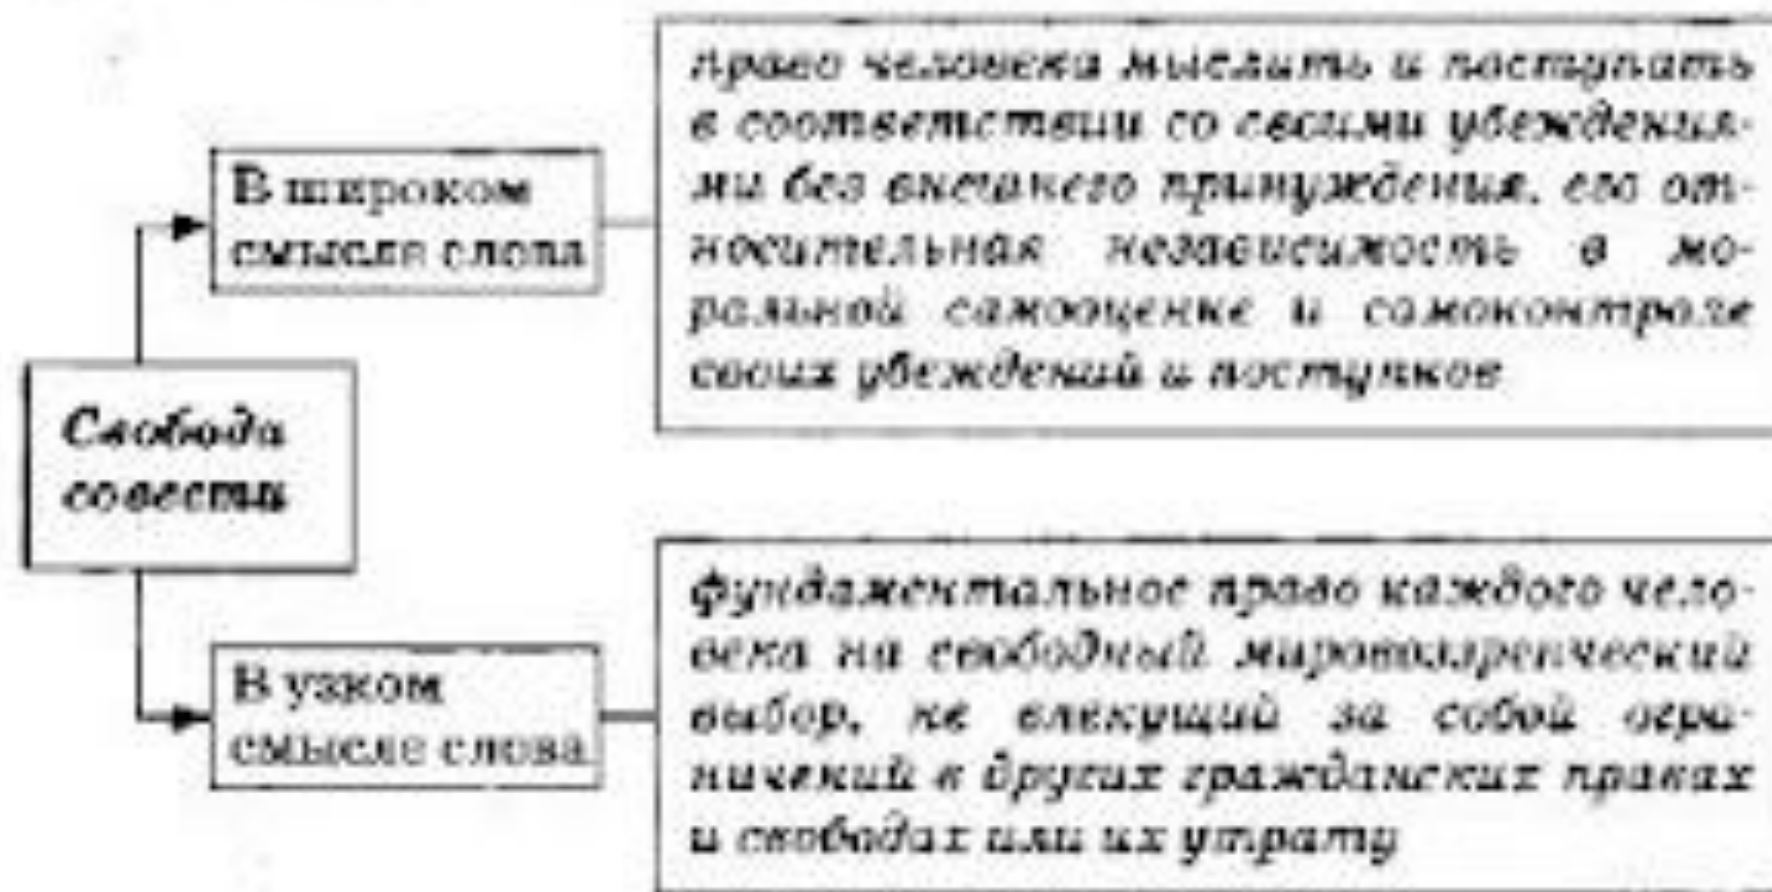 Свобода
совести
В широком
смысле слова
право человека мыслить и поступать
в соответствии со своими убеждения-
ми без внешнего принуждения, его от-
носительная независимость в мо-
ральной самооценке и самоконтроле
своих убеждений и поступков
В узком
смысле слова
фундаментальное право каждого чело-
века на свободный мировоззренческий
выбор, не влекущий за собой огра-
ничений в других гражданских правах
и свободах или их утрату